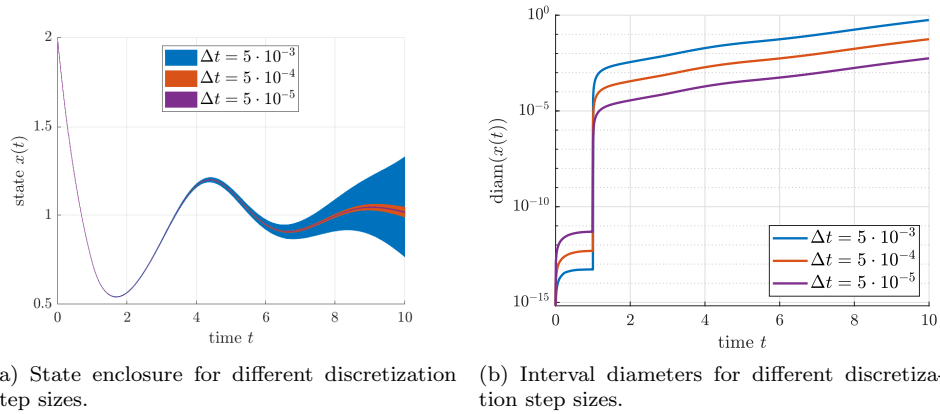 2
1.5
1
0.5
0
2
4
6
8
10
state x(t)
time t
Δt = 5 · 10⁻³
Δt = 5 · 10⁻⁴
Δt = 5 · 10⁻⁵
a) State enclosure for different discretization
tep sizes.
10⁰
10⁻⁵
10⁻¹⁰
10⁻¹⁵
0
2
4
6
8
10
diam(x(t))
time t
Δt = 5 · 10⁻³
Δt = 5 · 10⁻⁴
Δt = 5 · 10⁻⁵
(b) Interval diameters for different discretiza-
tion step sizes.